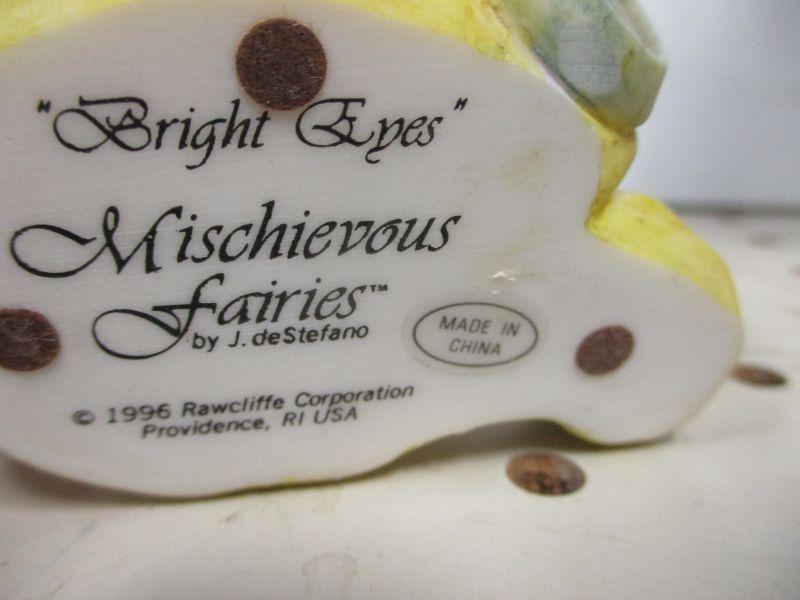 "Bright Eyes"
Mischievous
Fairies™
by J. deStefano
MADE IN
CHINA
© 1996 Rawcliffe Corporation
Providence, RI USA